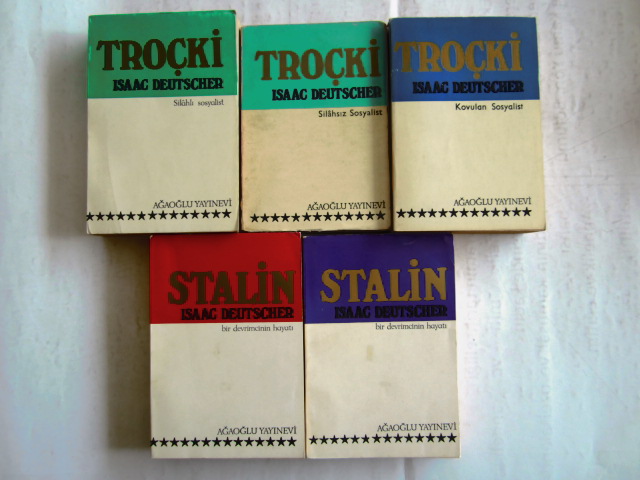 TROÇKİ
ISAAC DEUTSCHER
Silâhlı sosyalist
AĞAOĞLU YAYINEVİ
TROÇKİ
ISAAC DEUTSCHER
Silâhsız Sosyalist
AĞAOĞLU YAYINEVİ
TROÇKİ
ISAAC DEUTSCHER
Kovulan Sosyalist
AĞAOĞLU YAYINEVİ
STALİN
ISAAC DEUTSCHER
bir devrimcinin hayatı
AĞAOĞLU YAYINEVİ
STALİN
ISAAC DEUTSCHER
bir devrimcinin hayatı
AĞAOĞLU YAYINEVİ